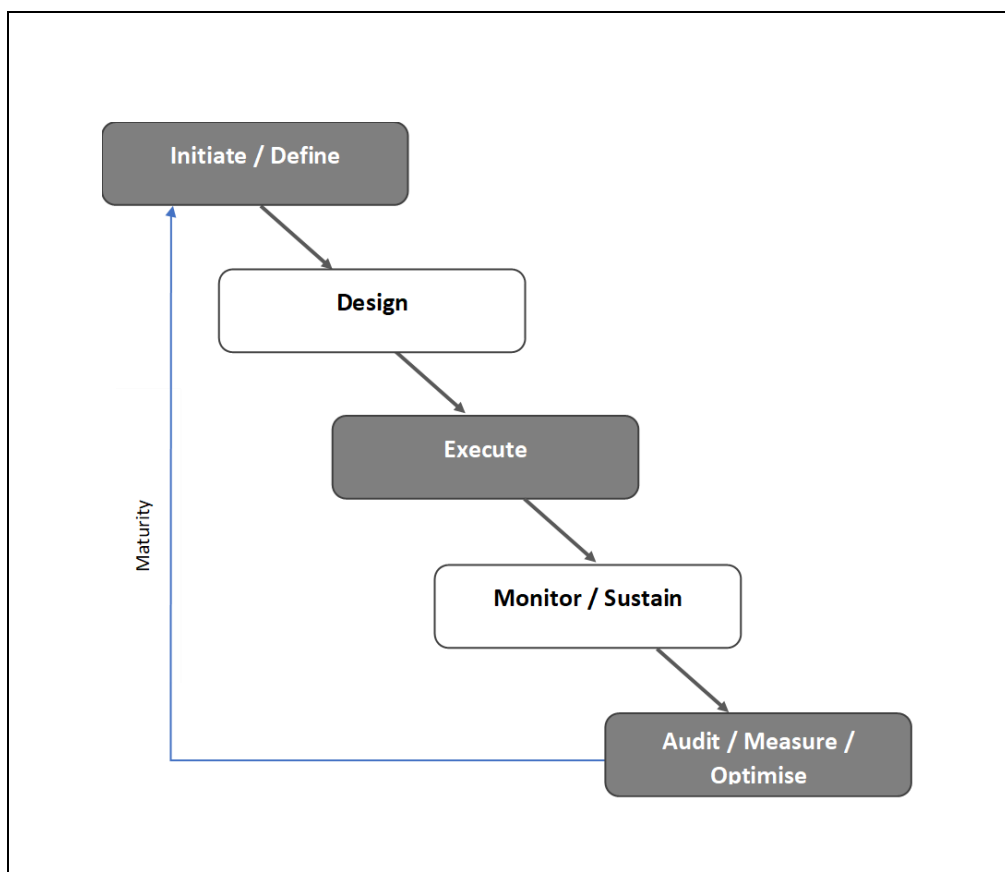 Initiate / Define
Design
Execute
Maturity
Monitor / Sustain
Audit / Measure /
Optimise